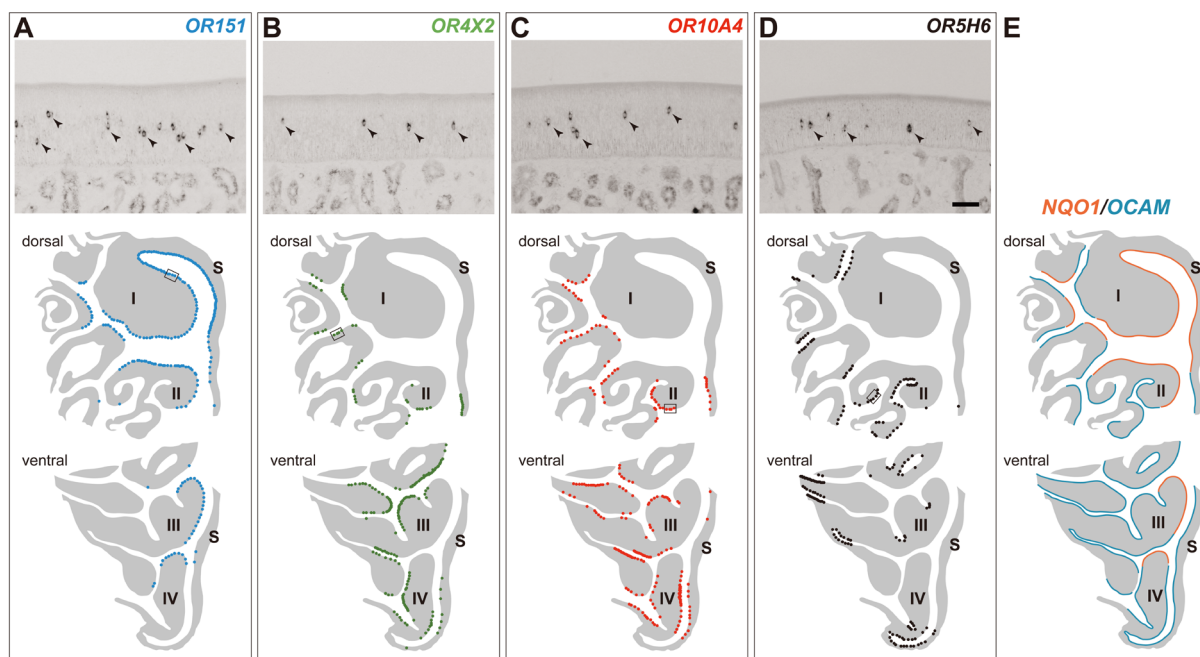 A OR151
B OR4X2
C OR10A4
D OR5H6
E
NQO1/OCAM
dorsal
S
I
II
ventral
III
S
IV
dorsal
S
I
II
ventral
III
S
IV
dorsal
S
I
II
ventral
III
S
IV
dorsal
S
I
II
ventral
III
S
IV
dorsal
S
I
II
ventral
III
S
IV